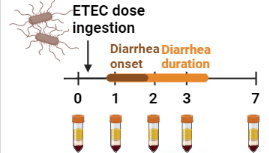 ETEC dose
ingestion
Diarrhea Diarrhea
onset duration
0 1 2 3 7